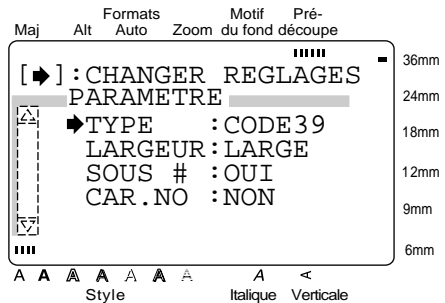 Formats Motif Pré-
Maj Alt Auto Zoom du fond découpe
[➡]:CHANGER REGLAGES
PARAMETRE
➡TYPE :CODE39
LARGEUR:LARGE
SOUS # :OUI
CAR.NO :NON
36mm
24mm
18mm
12mm
9mm
6mm
A A A A A A A A <
Style Italique Verticale